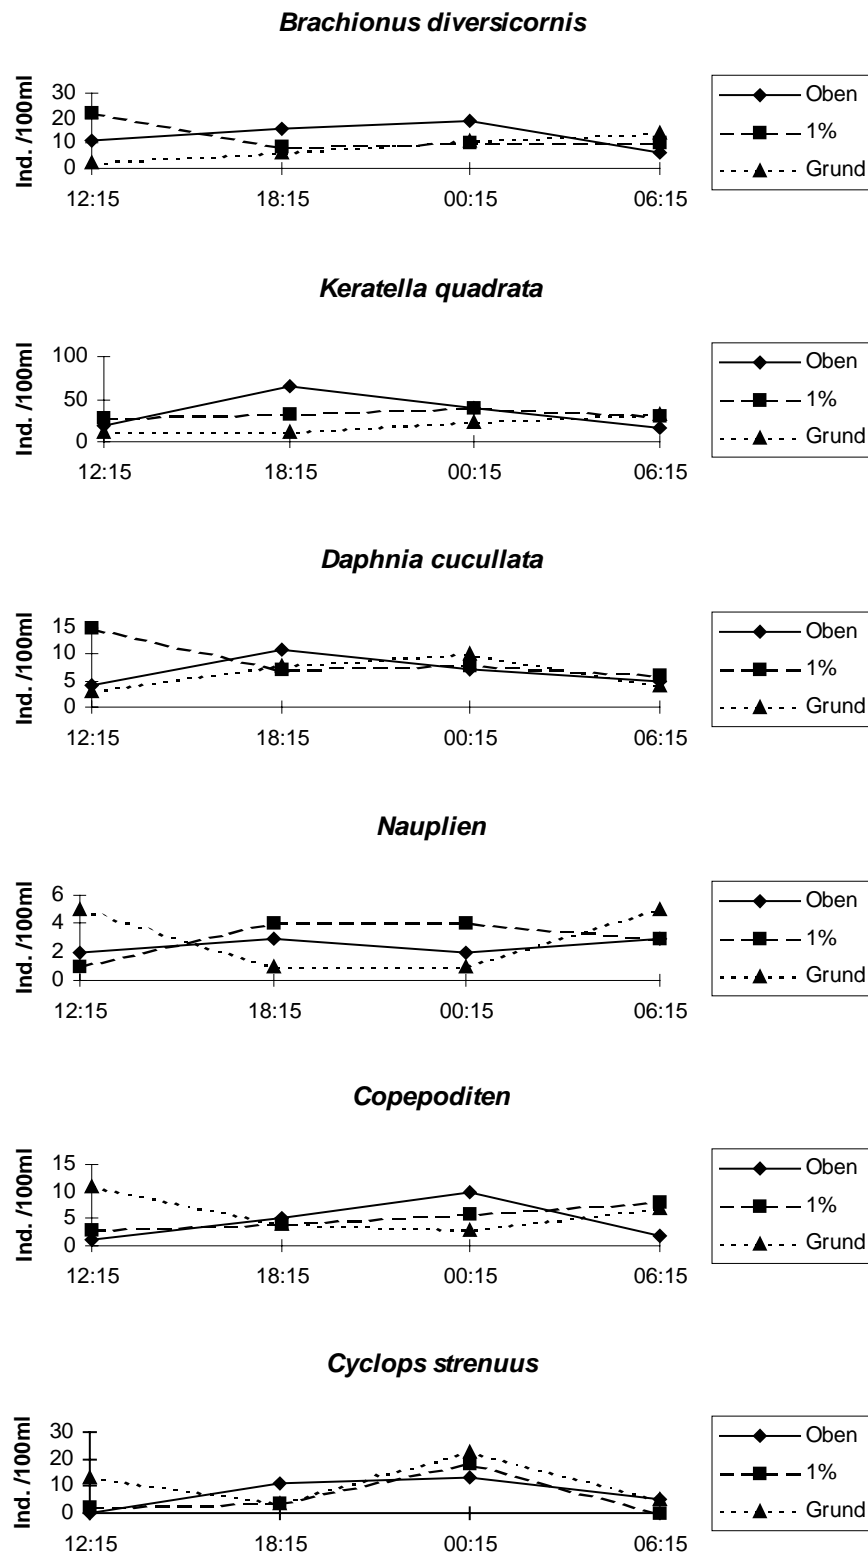 Brachionus diversicornis
Ind. /100ml
30
20
10
0
12:15 18:15 00:15 06:15
Oben
1%
Grund
Keratella quadrata
Ind. /100ml
100
50
0
12:15 18:15 00:15 06:15
Oben
1%
Grund
Daphnia cucullata
Ind. /100ml
15
10
5
0
12:15 18:15 00:15 06:15
Oben
1%
Grund
Nauplien
Ind. /100ml
6
4
2
0
12:15 18:15 00:15 06:15
Oben
1%
Grund
Copepoditen
Ind. /100ml
15
10
5
0
12:15 18:15 00:15 06:15
Oben
1%
Grund
Cyclops strenuus
Ind. /100ml
30
20
10
0
12:15 18:15 00:15 06:15
Oben
1%
Grund